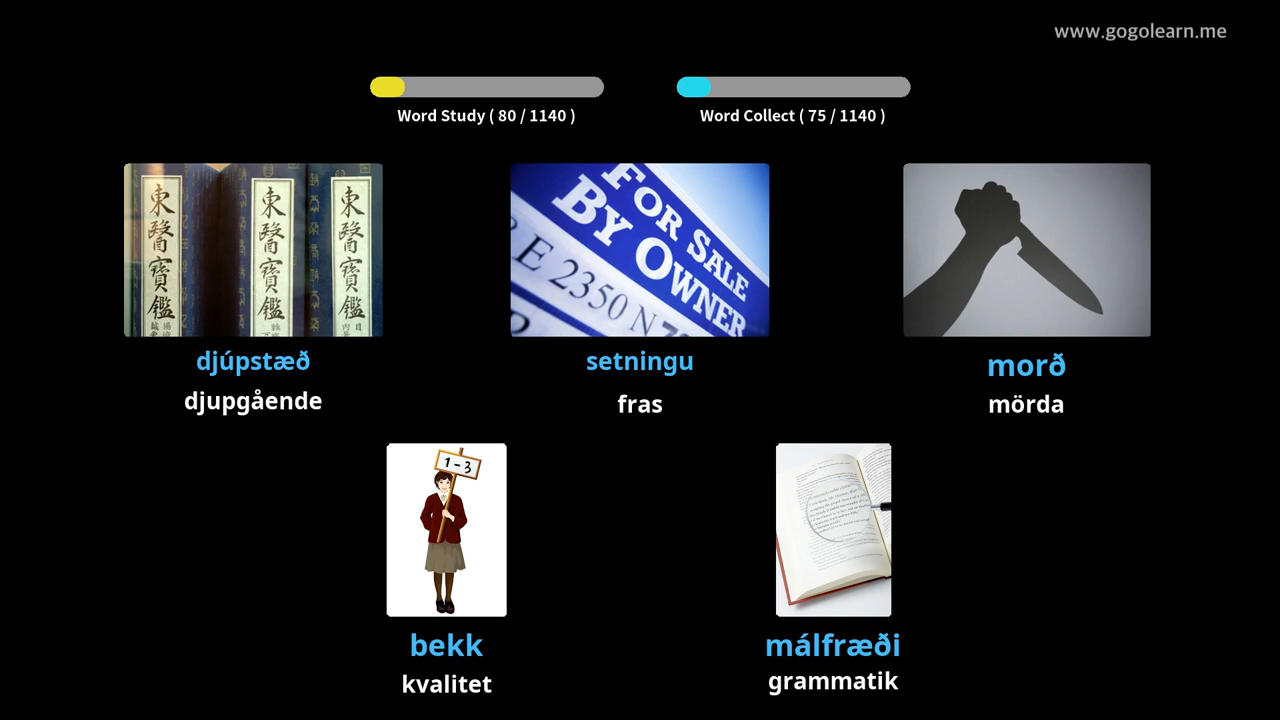 www.gogolearn.me
Word Study ( 80 / 1140 )
Word Collect ( 75 / 1140 )
東醫寶鑑
東醫寶鑑
東醫寶鑑
FOR SALE
BY OWNER
E 2350 N
djúpstæð
setningu
morð
djupgående
fras
mörda
1 - 3
bekk
málfræði
kvalitet
grammatik